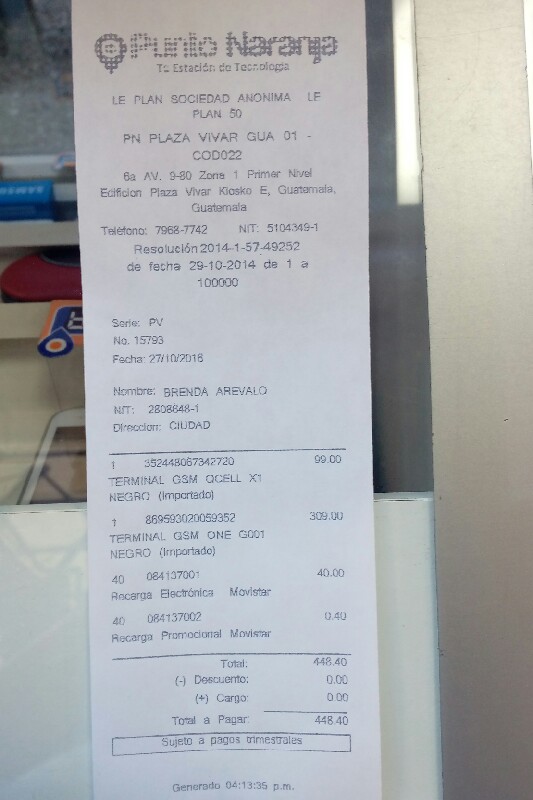 Punto Naranja
Tu Estación de Tecnología
LE PLAN SOCIEDAD ANONIMA LE
PLAN 50
PN PLAZA VIVAR GUA 01 -
COD022
6a AV. 9-80 Zona 1 Primer Nivel
Edificion Plaza Vivar Kiosko E, Guatemala,
Guatemala
Teléfono: 7968-7742 NIT: 5104349-1
Resolución 2014-1-57-49252
de fecha 29-10-2014 de 1 a
100000
Serie: PV
No. 15793
Fecha: 27/10/2016
Nombre: BRENDA AREVALO
NIT: 2808648-1
Direccion: CIUDAD
1 352448067342720 99.00
TERMINAL GSM QCELL X1
NEGRO (Importado)
1 869593020059352 309.00
TERMINAL GSM ONE G001
NEGRO (Importado)
40 084137001 40.00
Recarga Electrónica Movistar
40 084137002 0.40
Recarga Promocional Movistar
Total: 448.40
(-) Descuento: 0.00
(+) Cargo: 0.00
Total a Pagar: 448.40
Sujeto a pagos trimestrales
Generado 04:13:35 p.m.